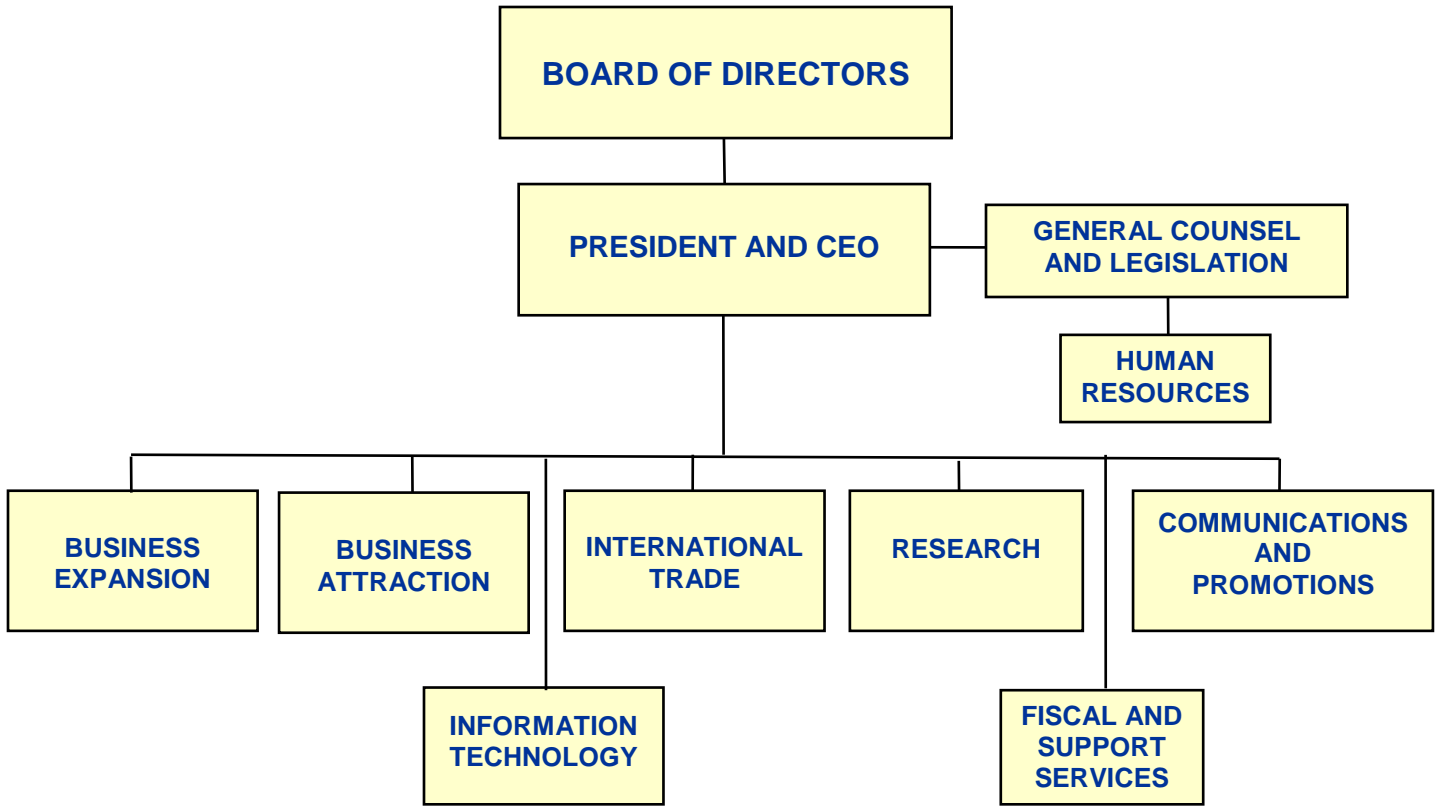 BOARD OF DIRECTORS
PRESIDENT AND CEO
GENERAL COUNSEL
AND LEGISLATION
HUMAN
RESOURCES
BUSINESS
EXPANSION
BUSINESS
ATTRACTION
INTERNATIONAL
TRADE
RESEARCH
COMMUNICATIONS
AND
PROMOTIONS
INFORMATION
TECHNOLOGY
FISCAL AND
SUPPORT
SERVICES